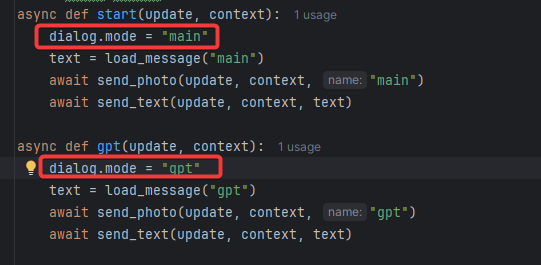 async def start(update, context): 1 usage
dialog.mode = "main"
text = load_message("main")
await send_photo(update, context, name: "main")
await send_text(update, context, text)
async def gpt(update, context): 1 usage
dialog.mode = "gpt"
text = load_message("gpt")
await send_photo(update, context, name: "gpt")
await send_text(update, context, text)